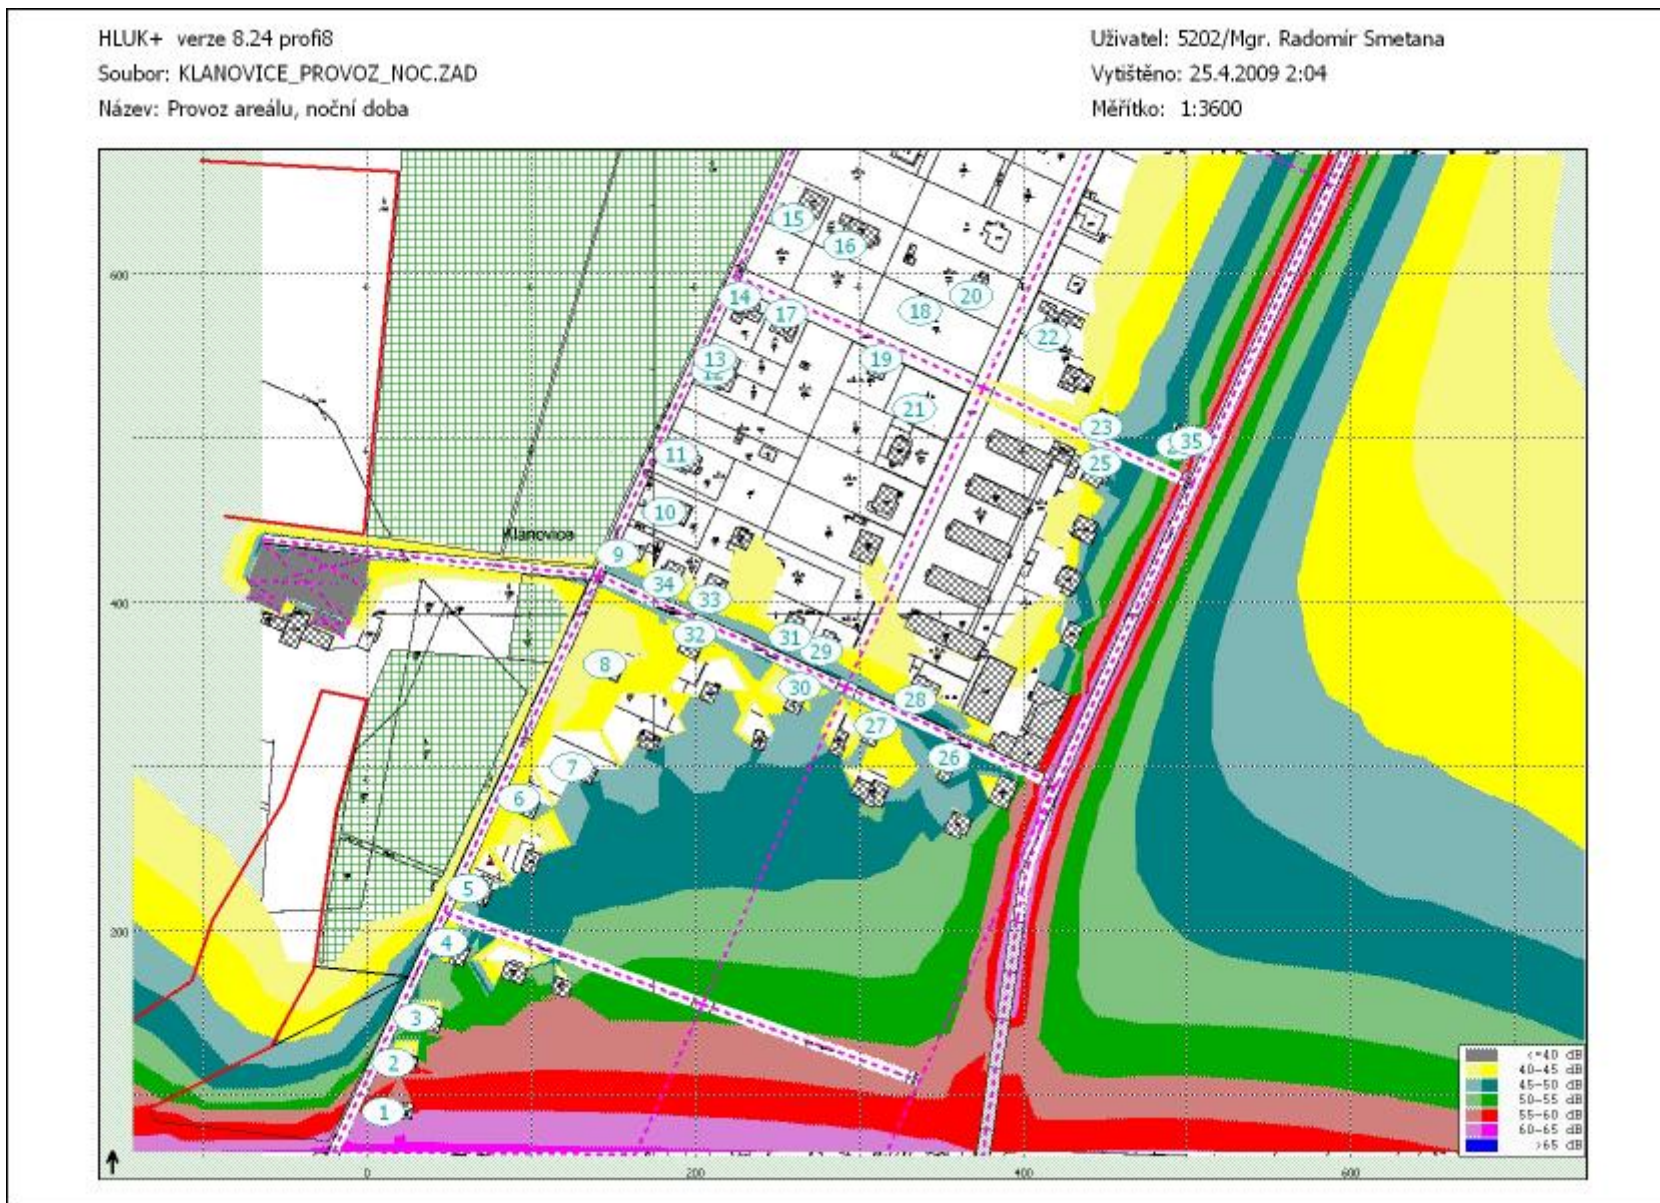 HLUK+ verze 8.24 profi8
Soubor: KLANOVICE_PROVOZ_NOC.ZAD
Název: Provoz areálu, noční doba
Uživatel: 5202/Mgr. Radomír Smetana
Vytištěno: 25.4.2009 2:04
Měřítko: 1:3600
15
16
600
14
17
18
20
22
13
19
21
23
35
25
11
10
Klanovice
9
34
400
33
32
31
29
8
30
28
27
26
7
6
5
200
4
3
2
1
<=40 dB
40-45 dB
45-50 dB
50-55 dB
55-60 dB
60-65 dB
>65 dB
0
200
400
600